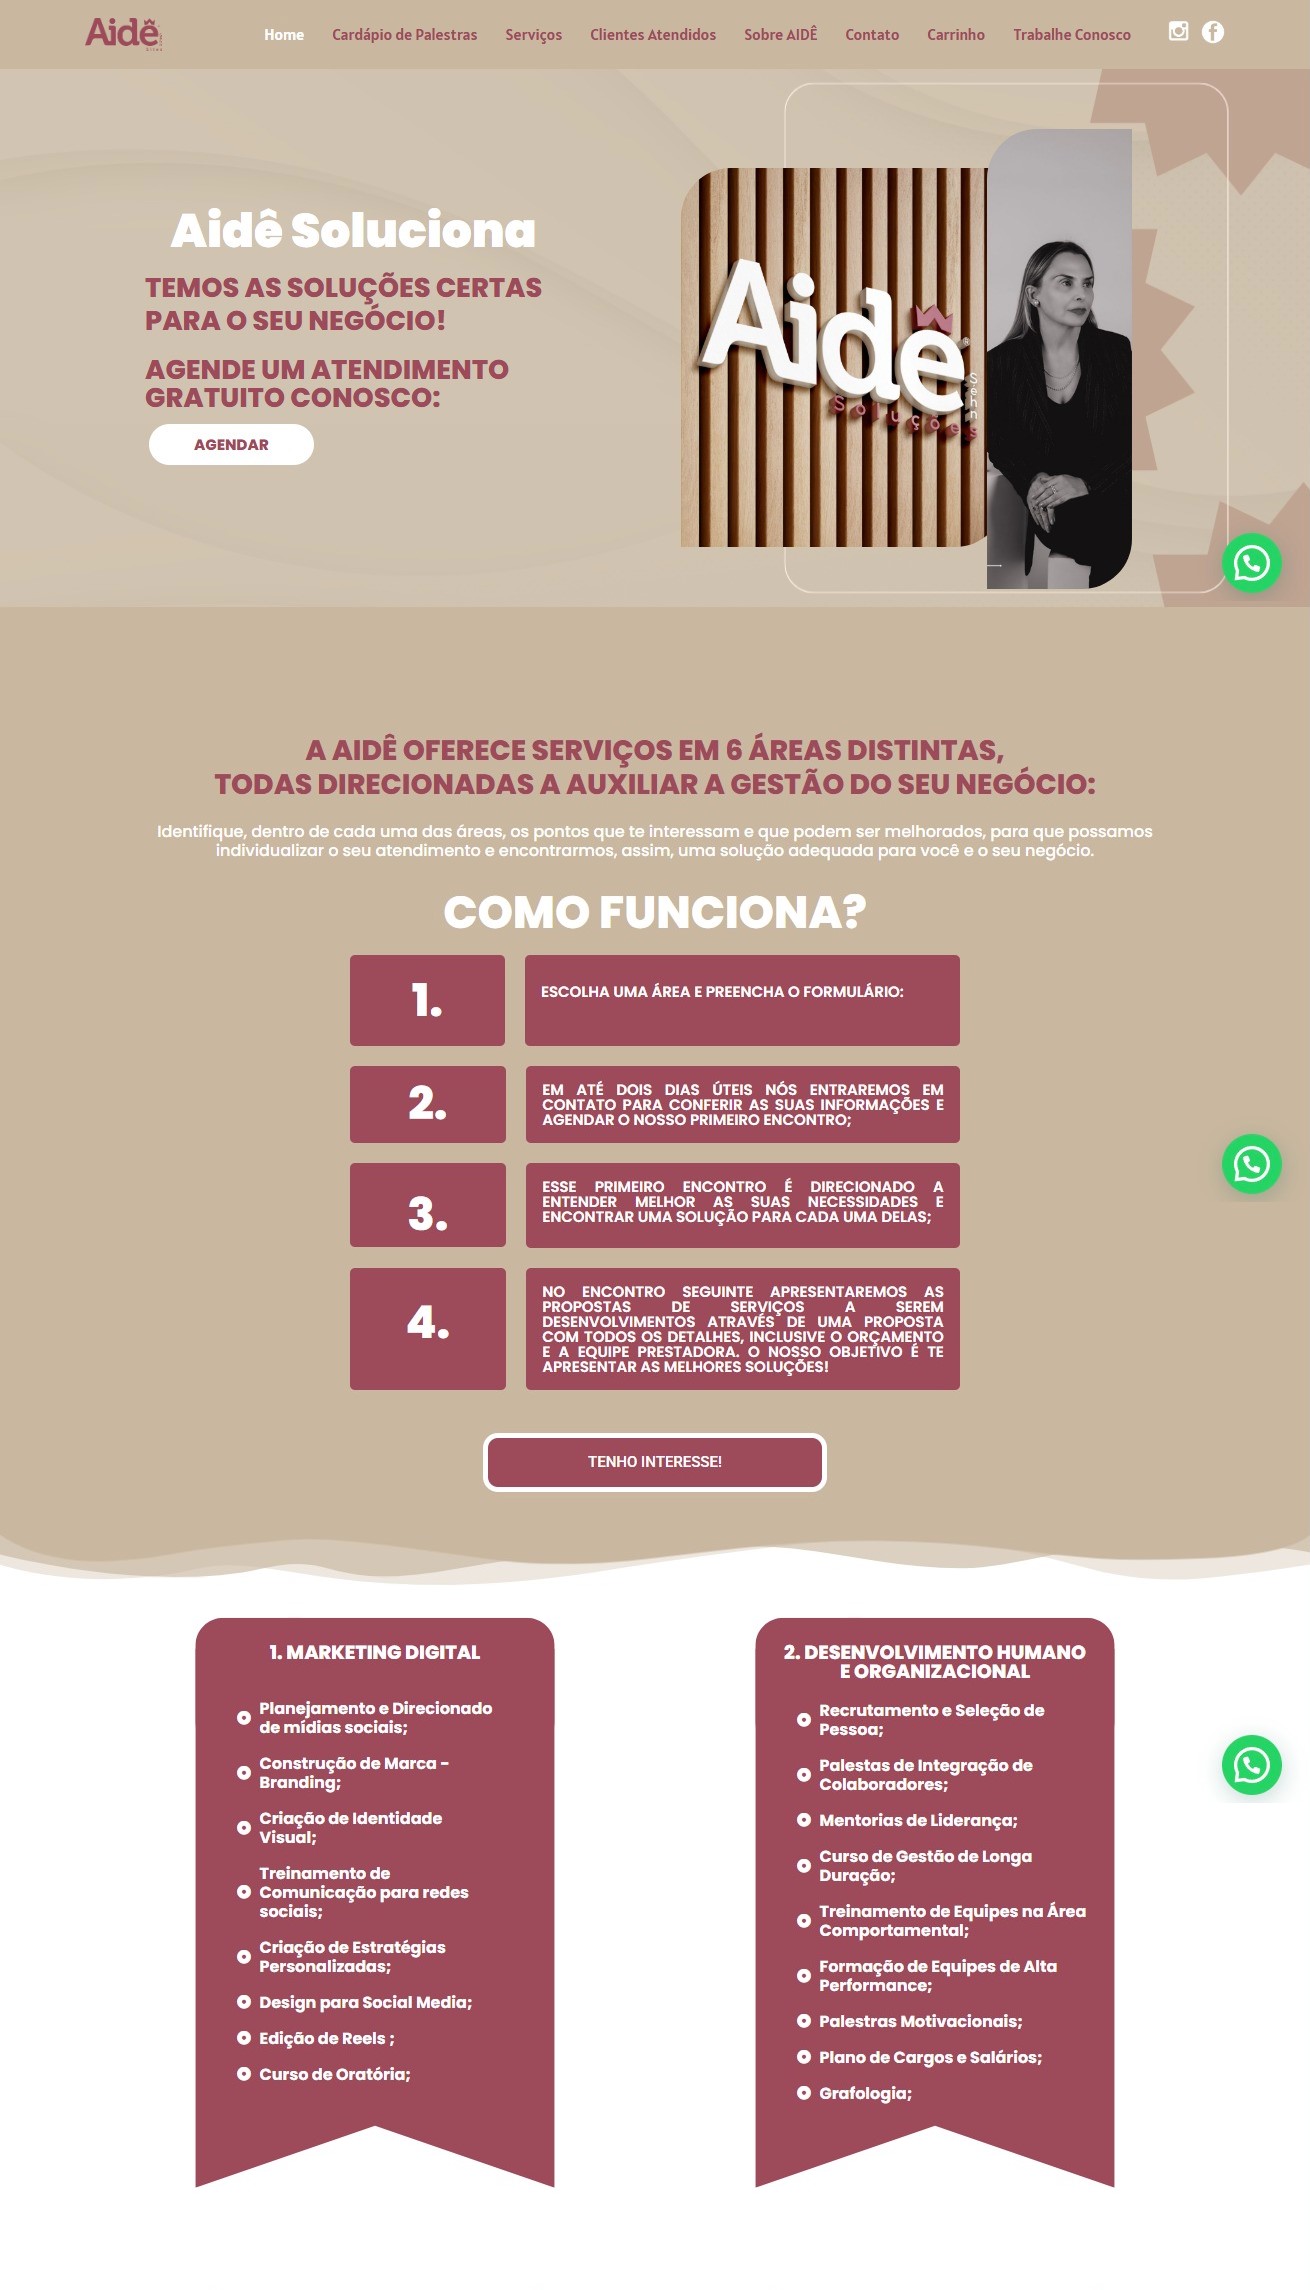 Aidê
Home
Cardápio de Palestras
Serviços
Clientes Atendidos
Sobre AIDÊ
Contato
Carrinho
Trabalhe Conosco
Aidê Soluciona
TEMOS AS SOLUÇÕES CERTAS
PARA O SEU NEGÓCIO!
AGENDE UM ATENDIMENTO
GRATUITO CONOSCO:
AGENDAR
Aidê®
Sehn
Soluções
A AIDÊ OFERECE SERVIÇOS EM 6 ÁREAS DISTINTAS,
TODAS DIRECIONADAS A AUXILIAR A GESTÃO DO SEU NEGÓCIO:
Identifique, dentro de cada uma das áreas, os pontos que te interessam e que podem ser melhorados, para que possamos
individualizar o seu atendimento e encontrarmos, assim, uma solução adequada para você e o seu negócio.
COMO FUNCIONA?
1.
ESCOLHA UMA ÁREA E PREENCHA O FORMULÁRIO:
2.
EM ATÉ DOIS DIAS ÚTEIS NÓS ENTRAREMOS EM
CONTATO PARA CONFERIR AS SUAS INFORMAÇÕES E
AGENDAR O NOSSO PRIMEIRO ENCONTRO;
3.
ESSE PRIMEIRO ENCONTRO É DIRECIONADO A
ENTENDER MELHOR AS SUAS NECESSIDADES E
ENCONTRAR UMA SOLUÇÃO PARA CADA UMA DELAS;
4.
NO ENCONTRO SEGUINTE APRESENTAREMOS AS
PROPOSTAS DE SERVIÇOS A SEREM
DESENVOLVIMENTOS ATRAVÉS DE UMA PROPOSTA
COM TODOS OS DETALHES, INCLUSIVE O ORÇAMENTO
E A EQUIPE PRESTADORA. O NOSSO OBJETIVO É TE
APRESENTAR AS MELHORES SOLUÇÕES!
TENHO INTERESSE!
1. MARKETING DIGITAL
Planejamento e Direcionado
de mídias sociais;
Construção de Marca -
Branding;
Criação de Identidade
Visual;
Treinamento de
Comunicação para redes
sociais;
Criação de Estratégias
Personalizadas;
Design para Social Media;
Edição de Reels ;
Curso de Oratória;
2. DESENVOLVIMENTO HUMANO
E ORGANIZACIONAL
Recrutamento e Seleção de
Pessoa;
Palestas de Integração de
Colaboradores;
Mentorias de Liderança;
Curso de Gestão de Longa
Duração;
Treinamento de Equipes na Área
Comportamental;
Formação de Equipes de Alta
Performance;
Palestras Motivacionais;
Plano de Cargos e Salários;
Grafologia;